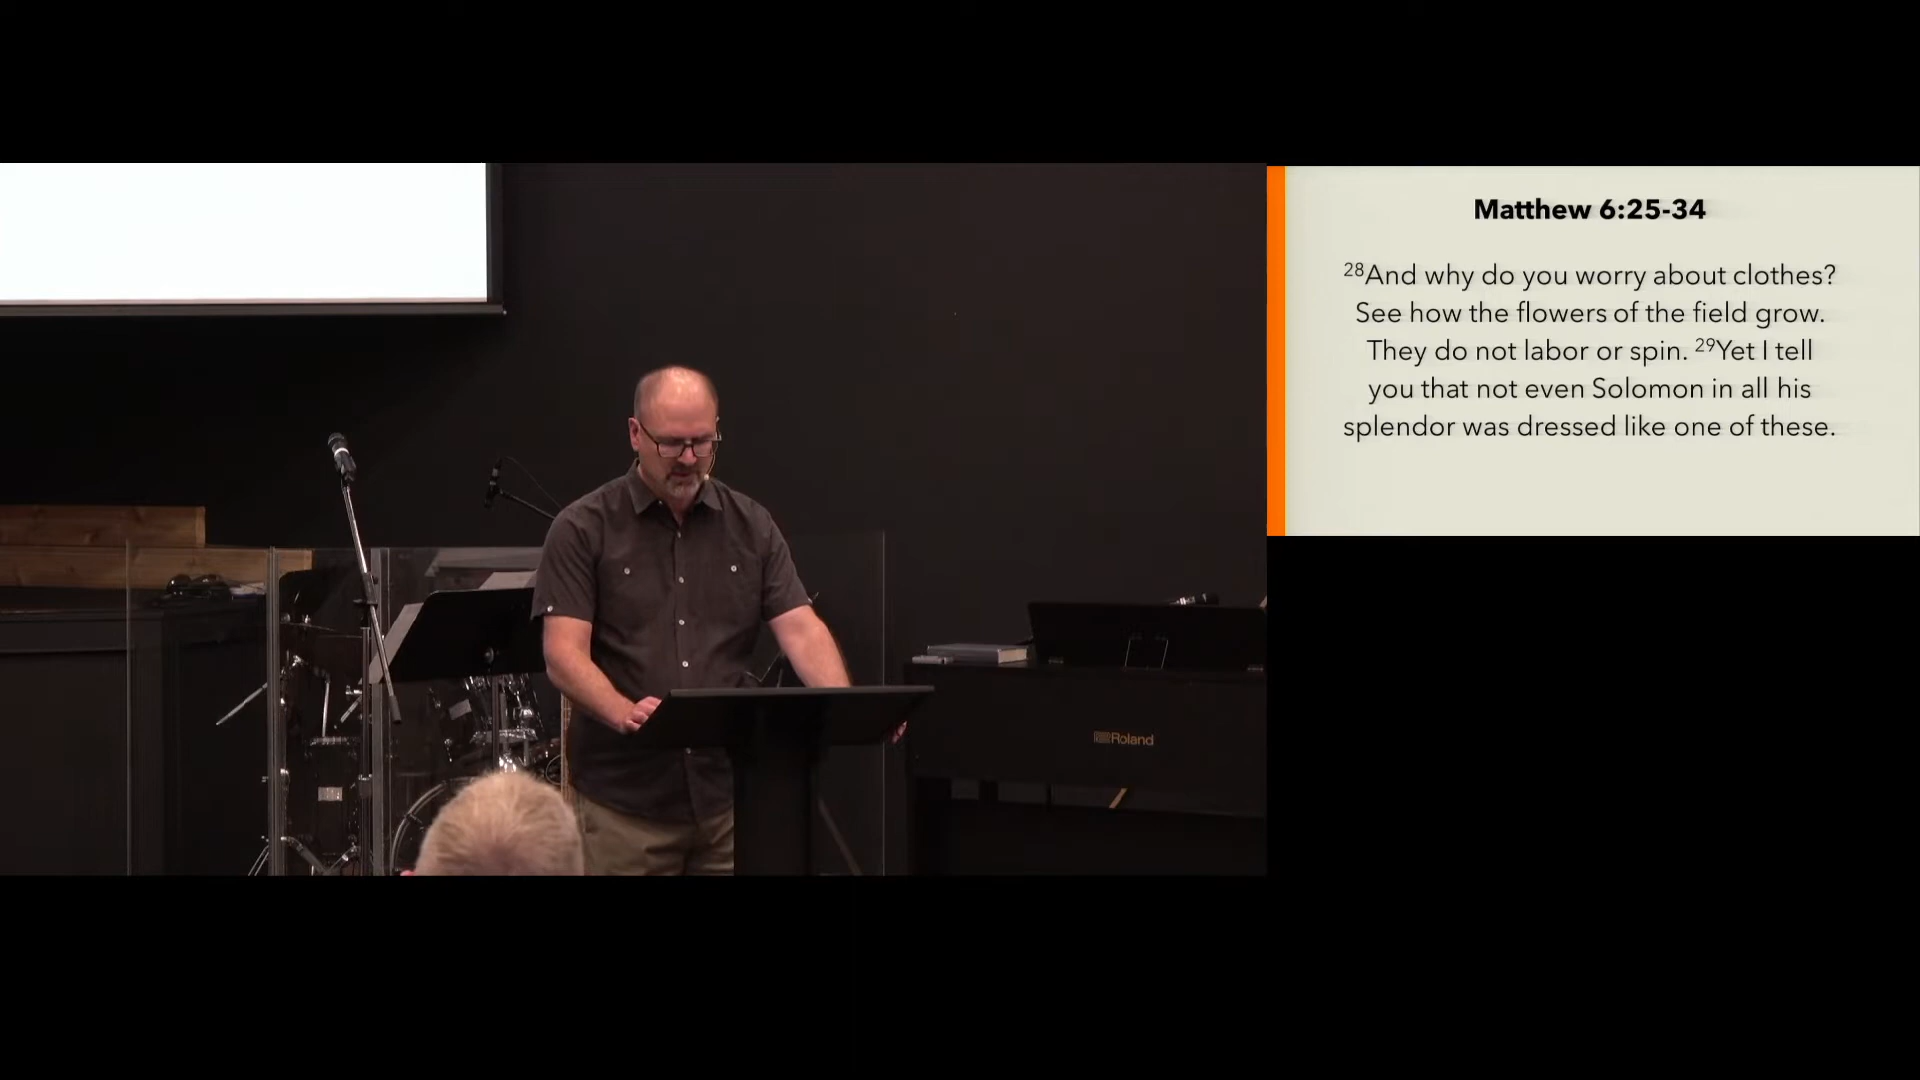 Matthew 6:25-34
²⁸And why do you worry about clothes?
See how the flowers of the field grow.
They do not labor or spin. ²⁹Yet I tell
you that not even Solomon in all his
splendor was dressed like one of these.
Roland